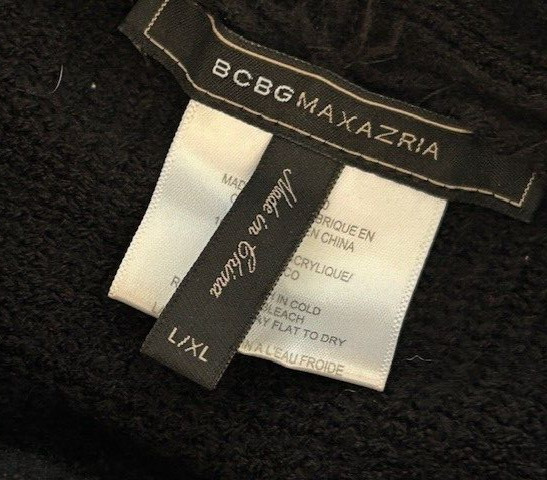 BCBGMAXAZRIA
Made in China
L/XL
MAD
BRIQUE EN
EN CHINA
CRYLIQUE/
CO
IN COLD
BLEACH
AY FLAT TO DRY
N A L'EAU FROIDE